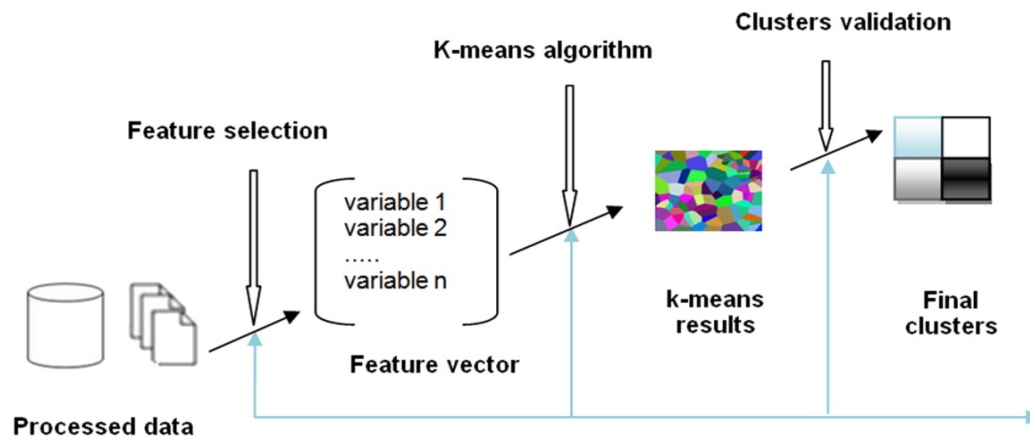 Clusters validation
K-means algorithm
Feature selection
variable 1
variable 2
.....
variable n
k-means
results
Final
clusters
Feature vector
Processed data